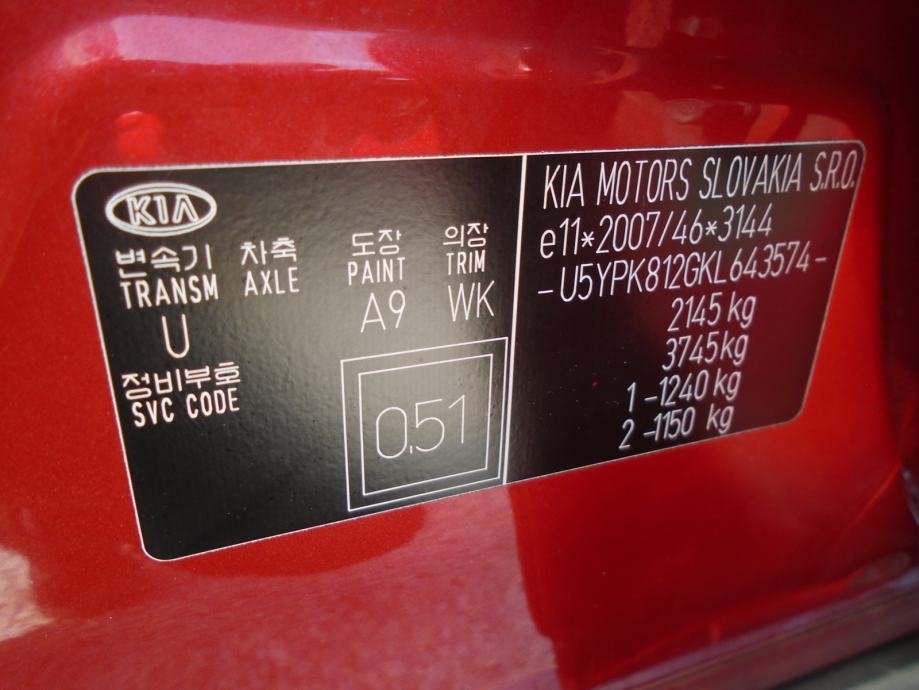 KIA
변속기 차축 도장 의장
TRANSM AXLE PAINT TRIM
U A9 WK
정비부호
SVC CODE
0.51
KIA MOTORS SLOVAKIA S.R.O.
e11*2007/46*3144
-U5YPK812GKL643574-
2145 kg
3745 kg
1 -1240 kg
2 -1150 kg